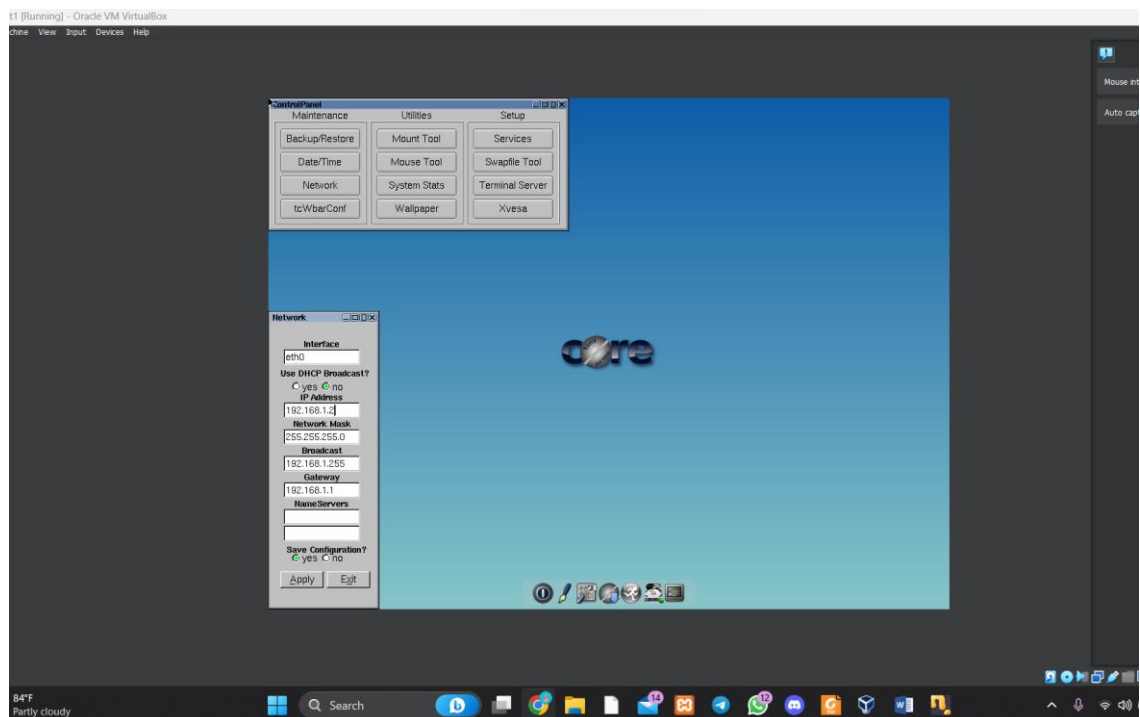 t1 [Running] - Oracle VM VirtualBox
chine View Input Devices Help
Mouse int
Auto cap
ControlPanel
Maintenance Utilities Setup
Backup/Restore Mount Tool Services
Date/Time Mouse Tool Swapfile Tool
Network System Stats Terminal Server
tcWbarConf Wallpaper Xvesa
Network
Interface
eth0
Use DHCP Broadcast?
yes no
IP Address
192.168.1.2
Network Mask
255.255.255.0
Broadcast
192.168.1.255
Gateway
192.168.1.1
NameServers
Save Configuration?
yes no
Apply Exit
core
84°F
Partly cloudy
Search
14
12